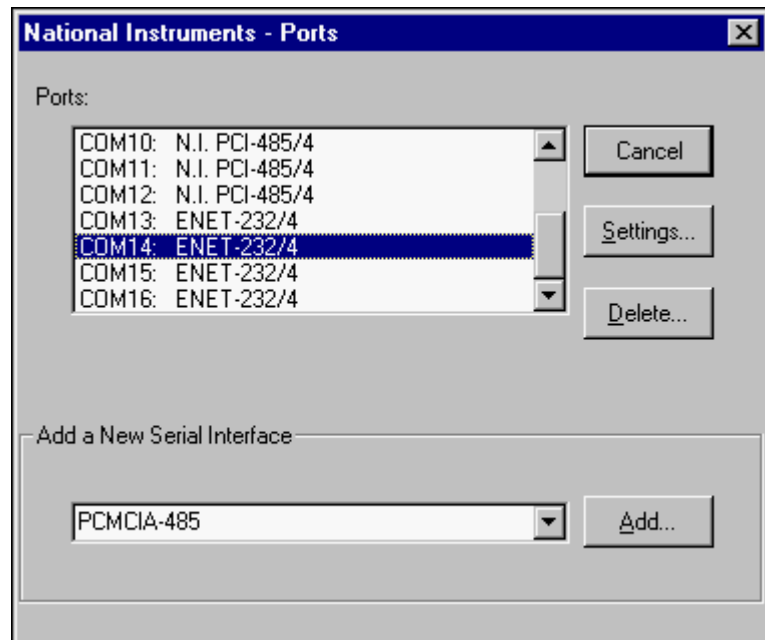 National Instruments - Ports
Ports:
COM10: N.I. PCI-485/4
COM11: N.I. PCI-485/4
COM12: N.I. PCI-485/4
COM13: ENET-232/4
COM14: ENET-232/4
COM15: ENET-232/4
COM16: ENET-232/4
Cancel
Settings...
Delete...
Add a New Serial Interface
PCMCIA-485
Add...